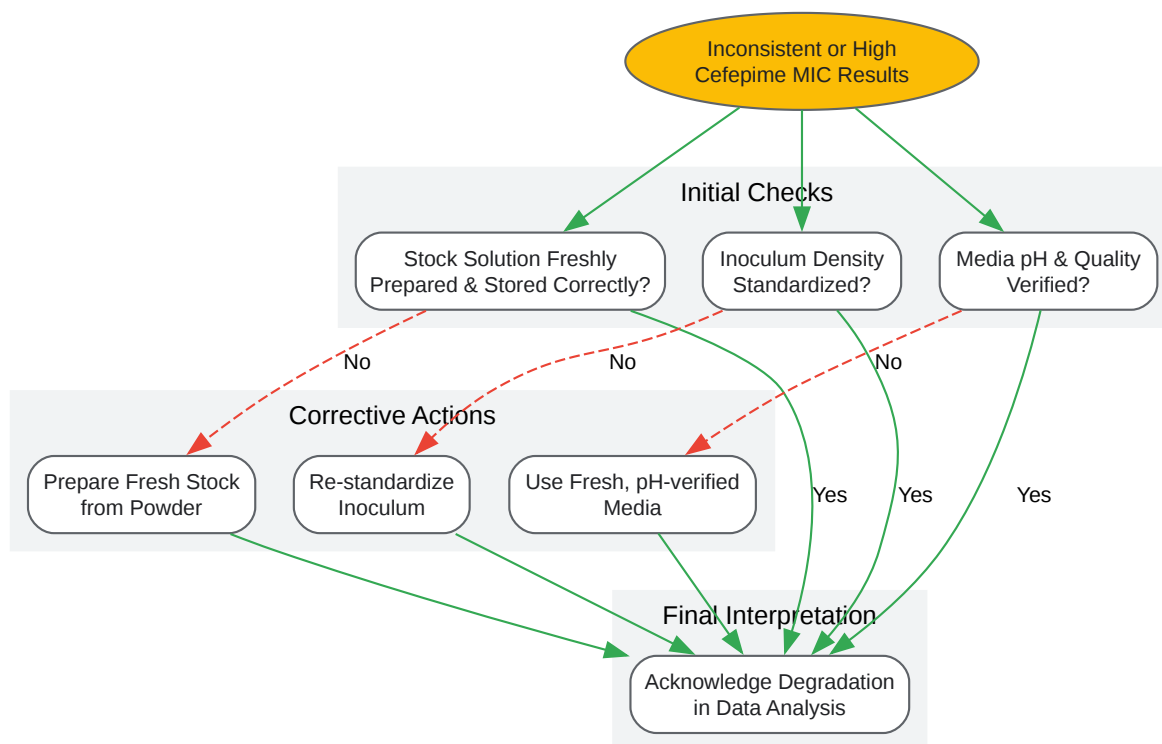 Inconsistent or High
Cefepime MIC Results
Initial Checks
Stock Solution Freshly
Prepared & Stored Correctly?
Inoculum Density
Standardized?
Media pH & Quality
Verified?
No
No
No
Corrective Actions
Prepare Fresh Stock
from Powder
Re-standardize
Inoculum
Use Fresh, pH-verified
Media
Yes
Yes
Yes
Final Interpretation
Acknowledge Degradation
in Data Analysis